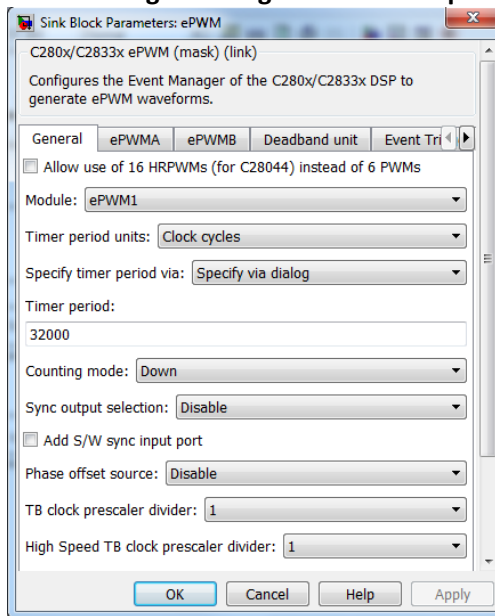 Sink Block Parameters: ePWM
C280x/C2833x ePWM (mask) (link)
Configures the Event Manager of the C280x/C2833x DSP to
generate ePWM waveforms.
General ePWMA ePWMB Deadband unit Event Tri
Allow use of 16 HRPWMs (for C28044) instead of 6 PWMs
Module: ePWM1
Timer period units: Clock cycles
Specify timer period via: Specify via dialog
Timer period:
32000
Counting mode: Down
Sync output selection: Disable
Add S/W sync input port
Phase offset source: Disable
TB clock prescaler divider: 1
High Speed TB clock prescaler divider: 1
OK Cancel Help Apply